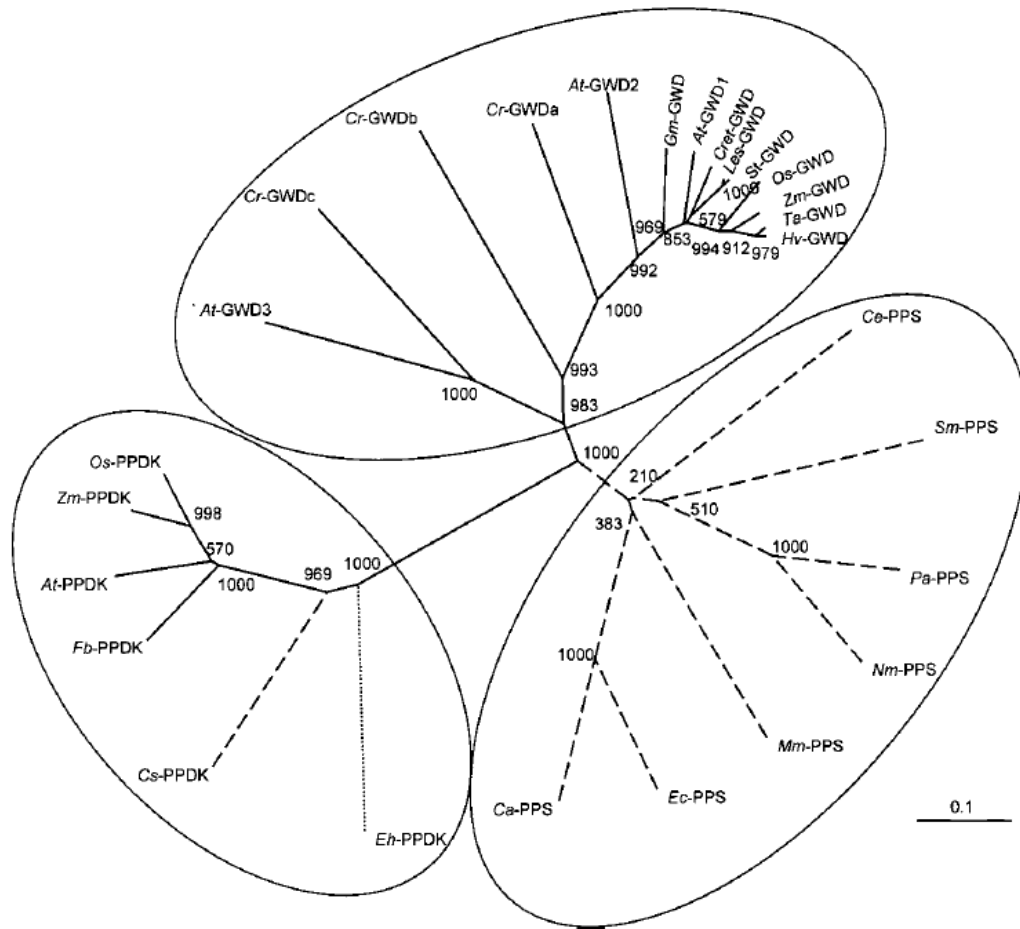 At-GWD2
Gm-GWD
At-GWD1
Cret-GWD
Les-GWD
St-GWD
Os-GWD
Zm-GWD
Ta-GWD
Hv-GWD
Cr-GWDa
Cr-GWDb
Cr-GWDc
At-GWD3
1000
579
969
853
994
912
979
992
1000
993
983
1000
1000
Ce-PPS
Sm-PPS
210
510
383
1000
Pa-PPS
Nm-PPS
1000
Mm-PPS
Ec-PPS
Ca-PPS
Os-PPDK
Zm-PPDK
998
570
At-PPDK
1000
969
1000
Fb-PPDK
Cs-PPDK
Eh-PPDK
0.1